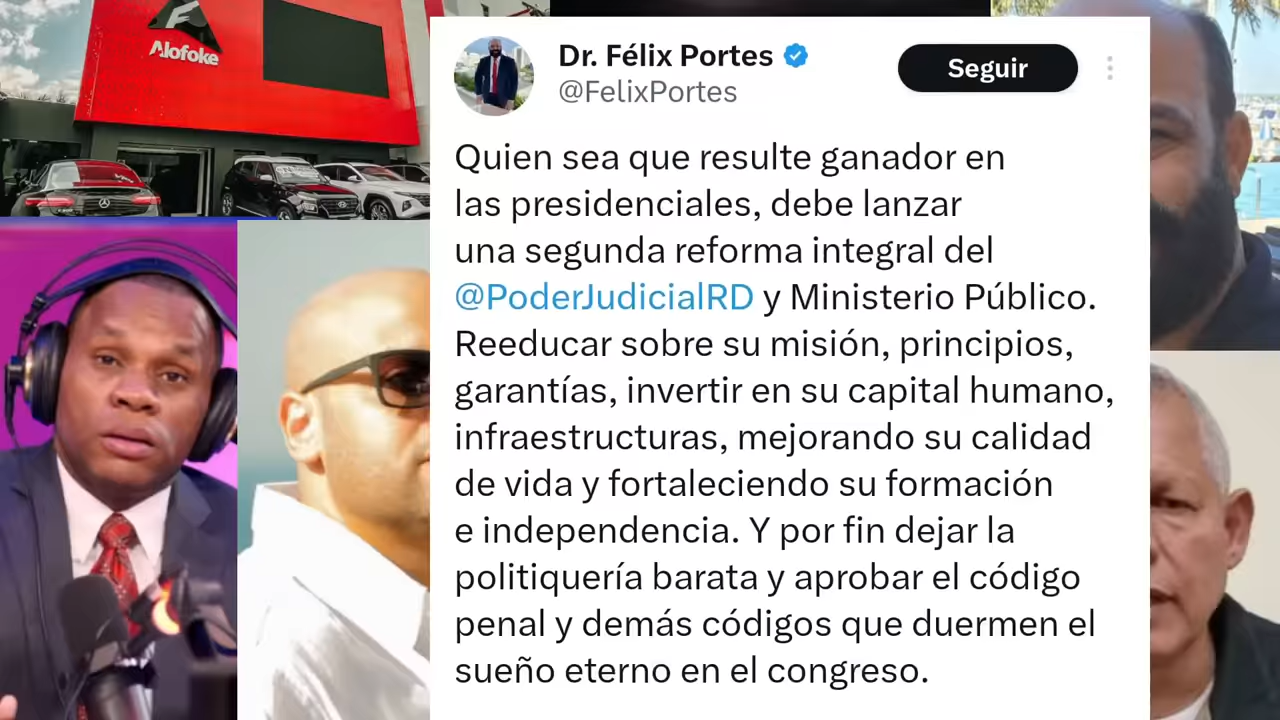 Alofoke
Dr. Félix Portes
@FelixPortes
Seguir
Quien sea que resulte ganador en
las presidenciales, debe lanzar
una segunda reforma integral del
@PoderJudicialRD y Ministerio Público.
Reeducar sobre su misión, principios,
garantías, invertir en su capital humano,
infraestructuras, mejorando su calidad
de vida y fortaleciendo su formación
e independencia. Y por fin dejar la
politiquería barata y aprobar el código
penal y demás códigos que duermen el
sueño eterno en el congreso.